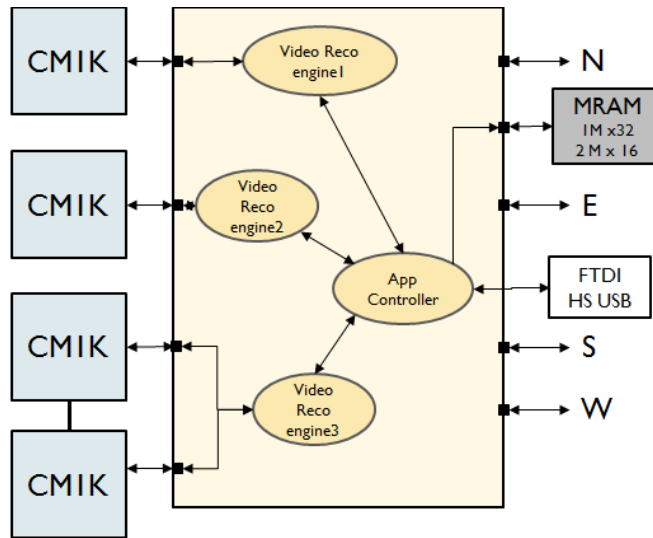 CMIK
Video Reco
engine1
N
MRAM
1M x32
2 M x 16
CMIK
Video
Reco
engine2
E
App
Controller
FTDI
HS USB
CMIK
S
Video
Reco
engine3
W
CMIK